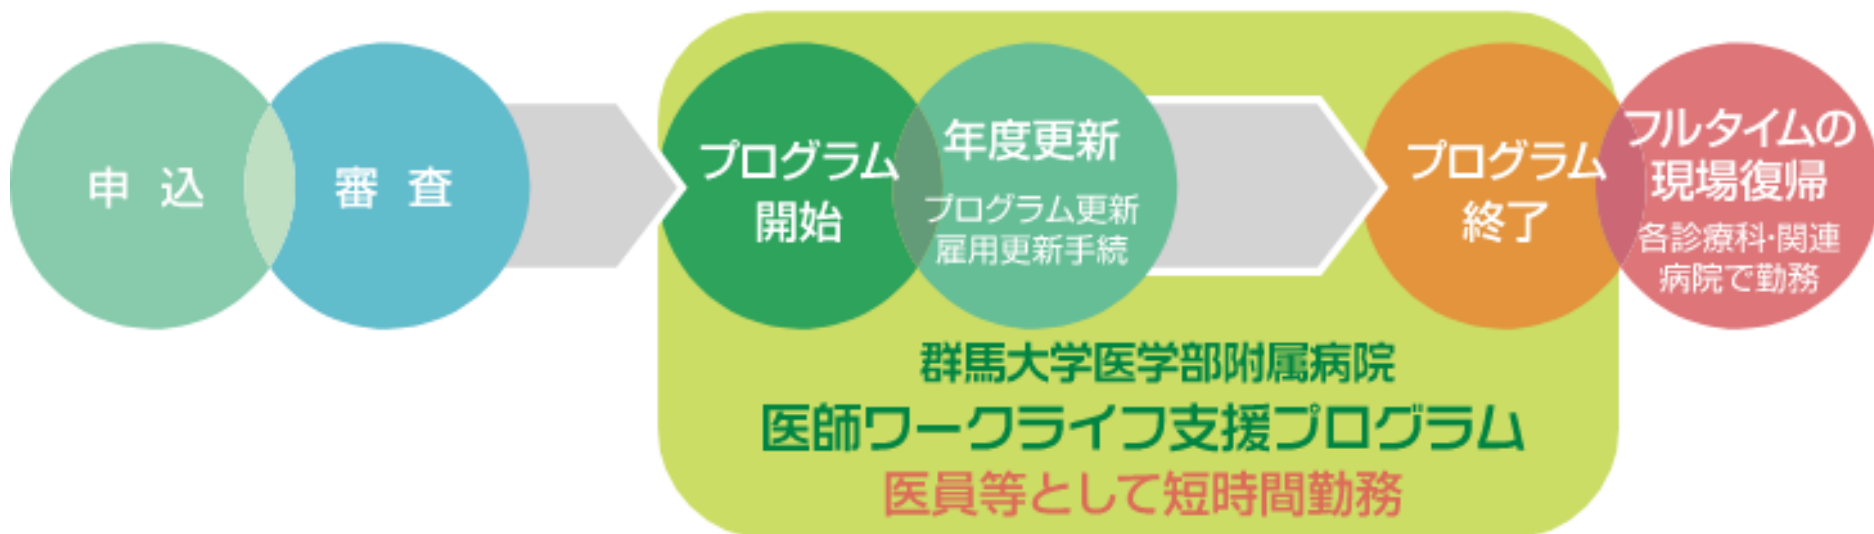 申 込
審 査
プログラム
開始
年度更新
プログラム更新
雇用更新手続
プログラム
終了
フルタイムの
現場復帰
各診療科・関連
病院で勤務
群馬大学医学部附属病院
医師ワークライフ支援プログラム
医員等として短時間勤務